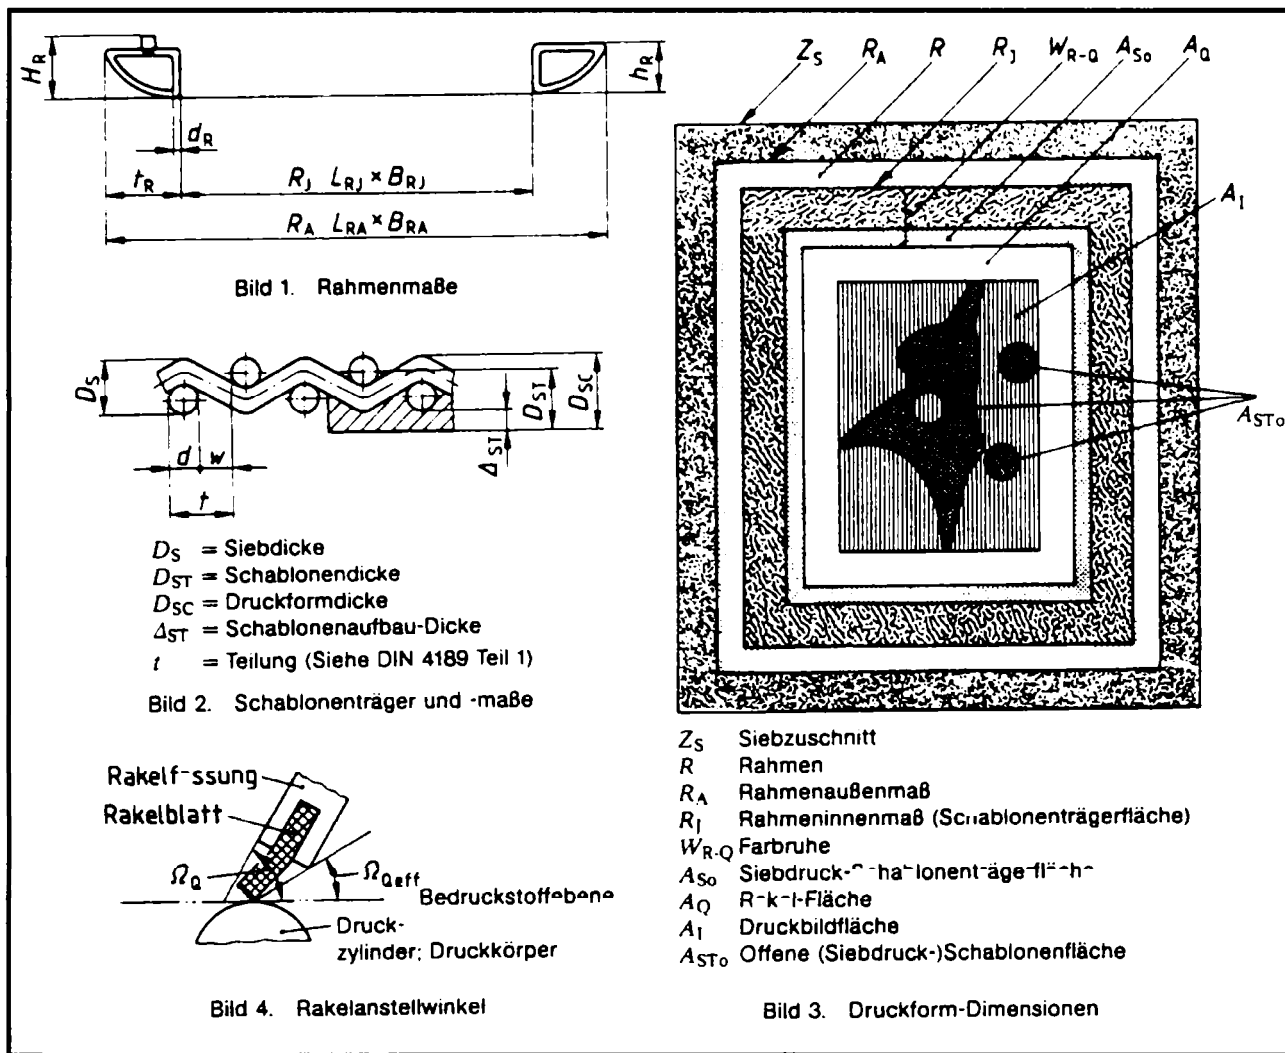 H_R
h_R
d_R
t_R
R_J L_RJ × B_RJ
R_A L_RA × B_RA
Bild 1. Rahmenmaße
D_S
D_ST
D_SC
Δ_ST
d w
t
D_S = Siebdicke
D_ST = Schablonendicke
D_SC = Druckformdicke
Δ_ST = Schablonenaufbau-Dicke
t = Teilung (Siehe DIN 4189 Teil 1)
Bild 2. Schablonenträger und -maße
Rakelblatt
Ω_Q
Ω_Qeff
Druck-
zylinder; Druckkörper
Bild 4. Rakelanstellwinkel
Z_S R_A R R_J W_R-Q A_So A_Q
A_I
A_STo
Z_S Siebzuschnitt
R Rahmen
R_A Rahmenaußenmaß
R_I Rahmeninnenmaß (Schablonenträgerfläche)
W_R-Q Farbruhe
A_So
A_Q
A_I Druckbildfläche
A_STo Offene (Siebdruck-)Schablonenfläche
Bild 3. Druckform-Dimensionen